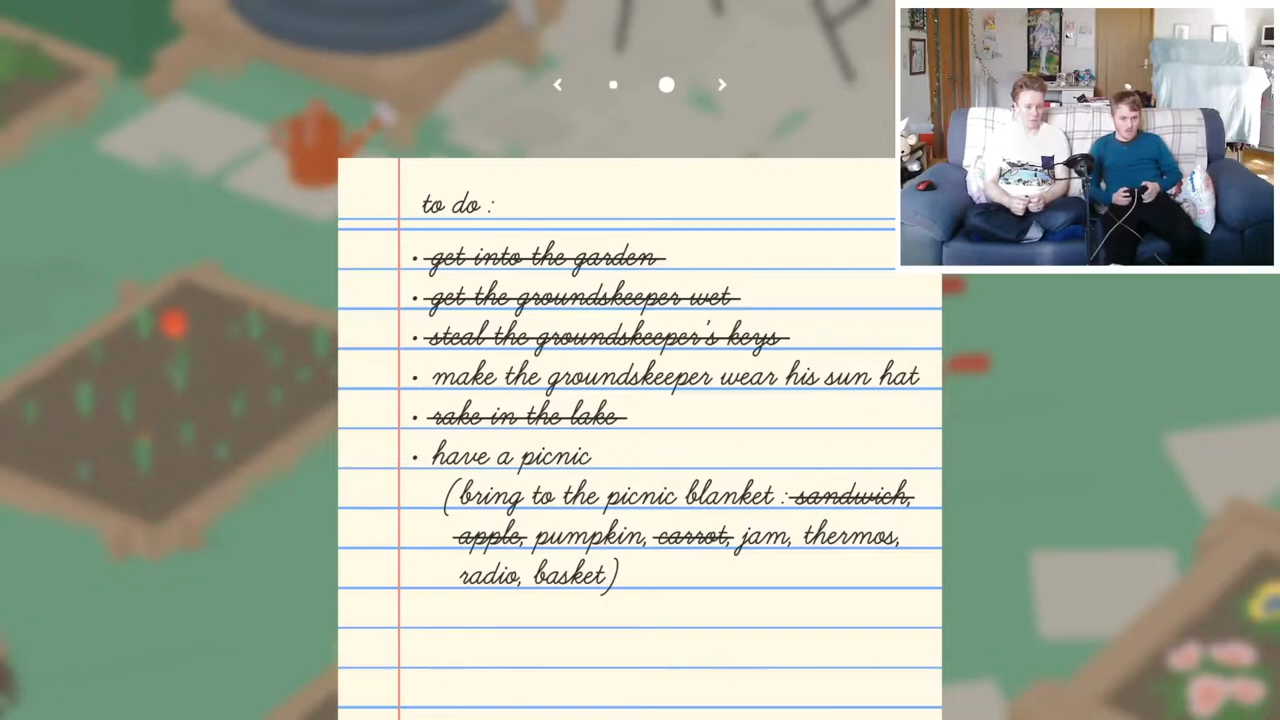 to do :
• get into the garden
• get the groundskeeper wet
• steal the groundskeeper's keys
• make the groundskeeper wear his sun hat
• rake in the lake
• have a picnic
(bring to the picnic blanket : sandwich,
apple, pumpkin, carrot, jam, thermos,
radio, basket)